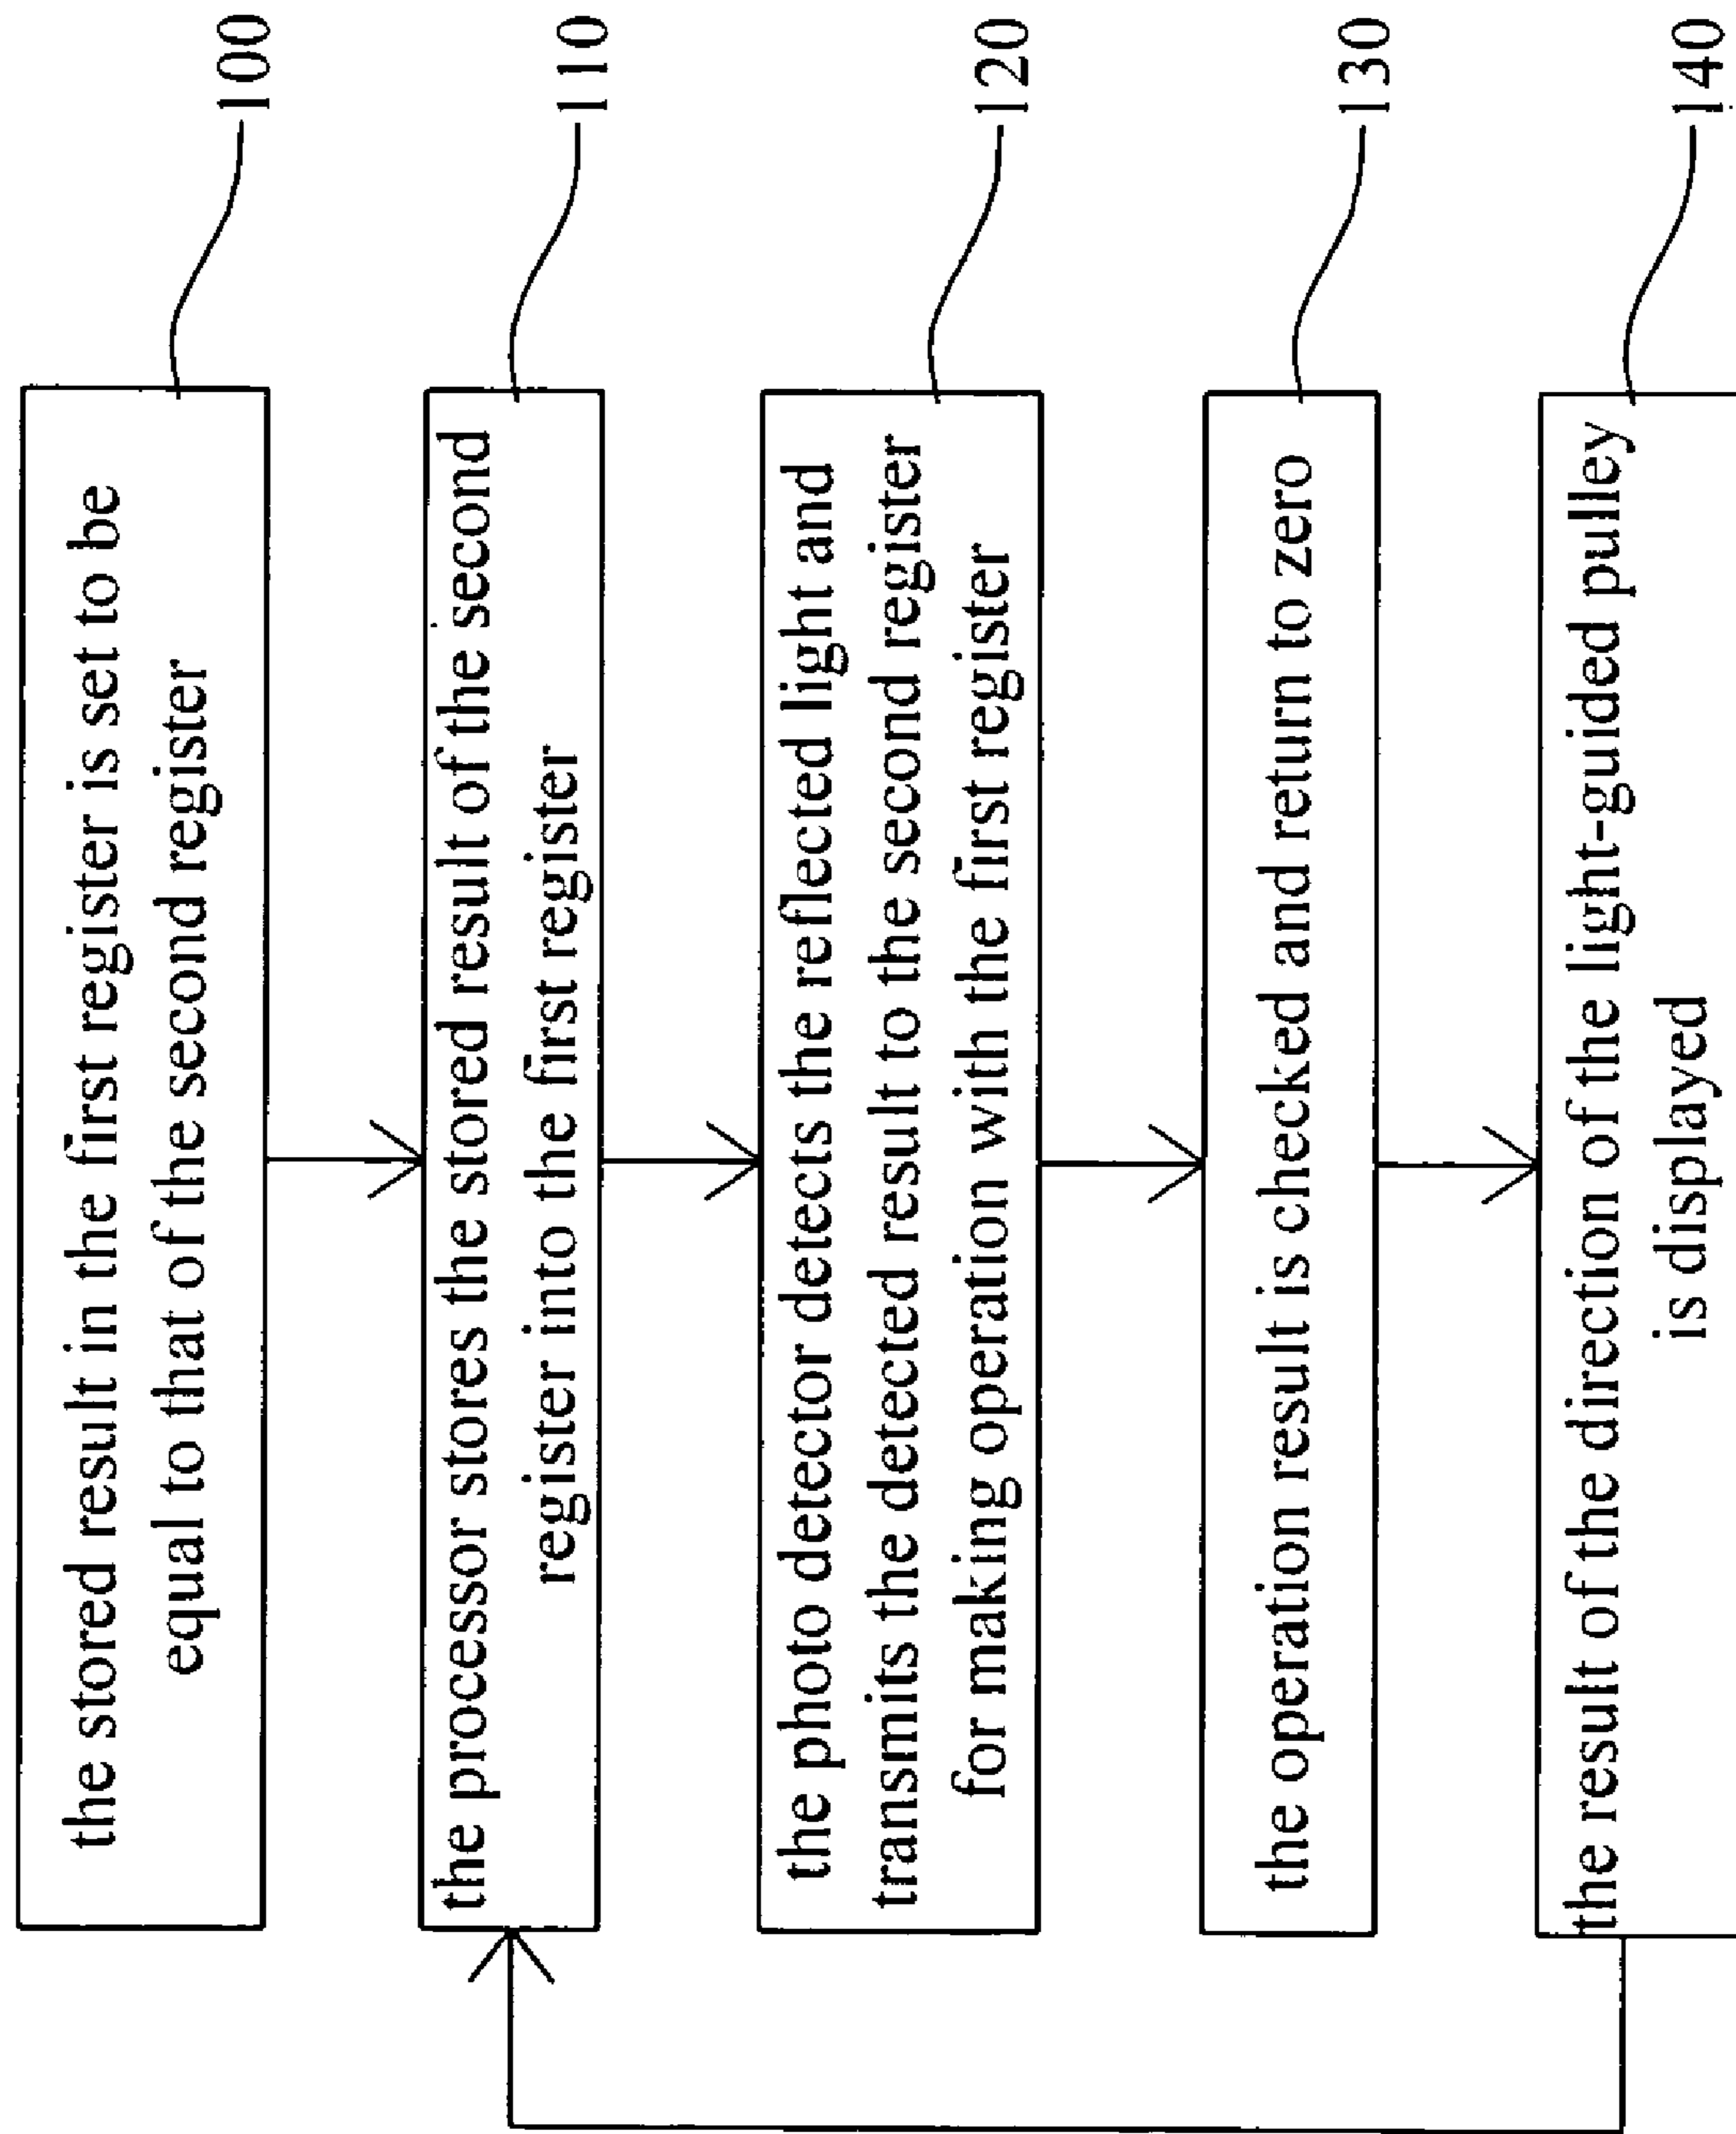 the stored result in the first register is set to be
equal to that of the second register
100
the processor stores the stored result of the second
register into the first register
110
the photo detector detects the reflected light and
transmits the detected result to the second register
for making operation with the first register
120
the operation result is checked and return to zero
130
the result of the direction of the light-guided pulley
is displayed
140